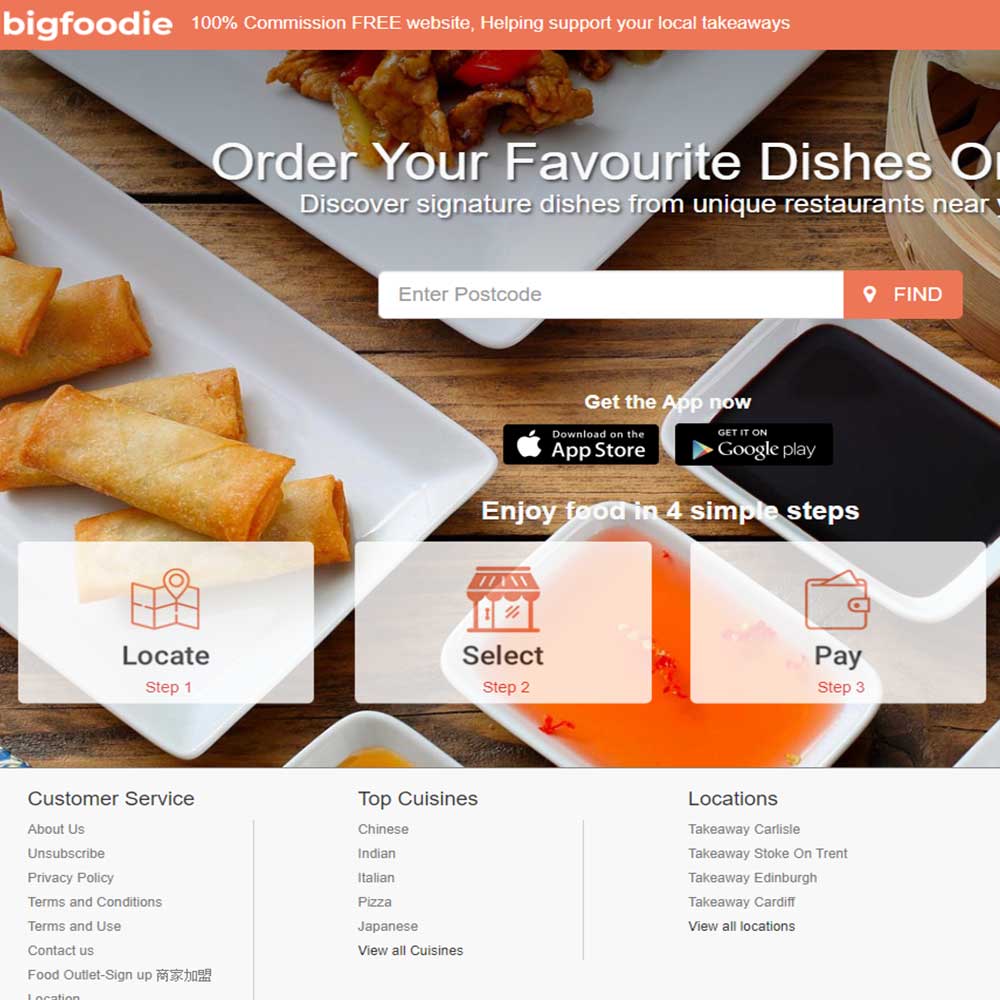 bigfoodie
100% Commission FREE website, Helping support your local takeaways
Order Your Favourite Dishes
Discover signature dishes from unique restaurants near
Enter Postcode
FIND
Get the App now
Download on the
App Store
GET IT ON
Google play
Enjoy food in 4 simple steps
Locate
Step 1
Select
Step 2
Pay
Step 3
Customer Service
About Us
Unsubscribe
Privacy Policy
Terms and Conditions
Terms and Use
Contact us
Food Outlet-Sign up 商家加盟
Location
Top Cuisines
Chinese
Indian
Italian
Pizza
Japanese
View all Cuisines
Locations
Takeaway Carlisle
Takeaway Stoke On Trent
Takeaway Edinburgh
Takeaway Cardiff
View all locations